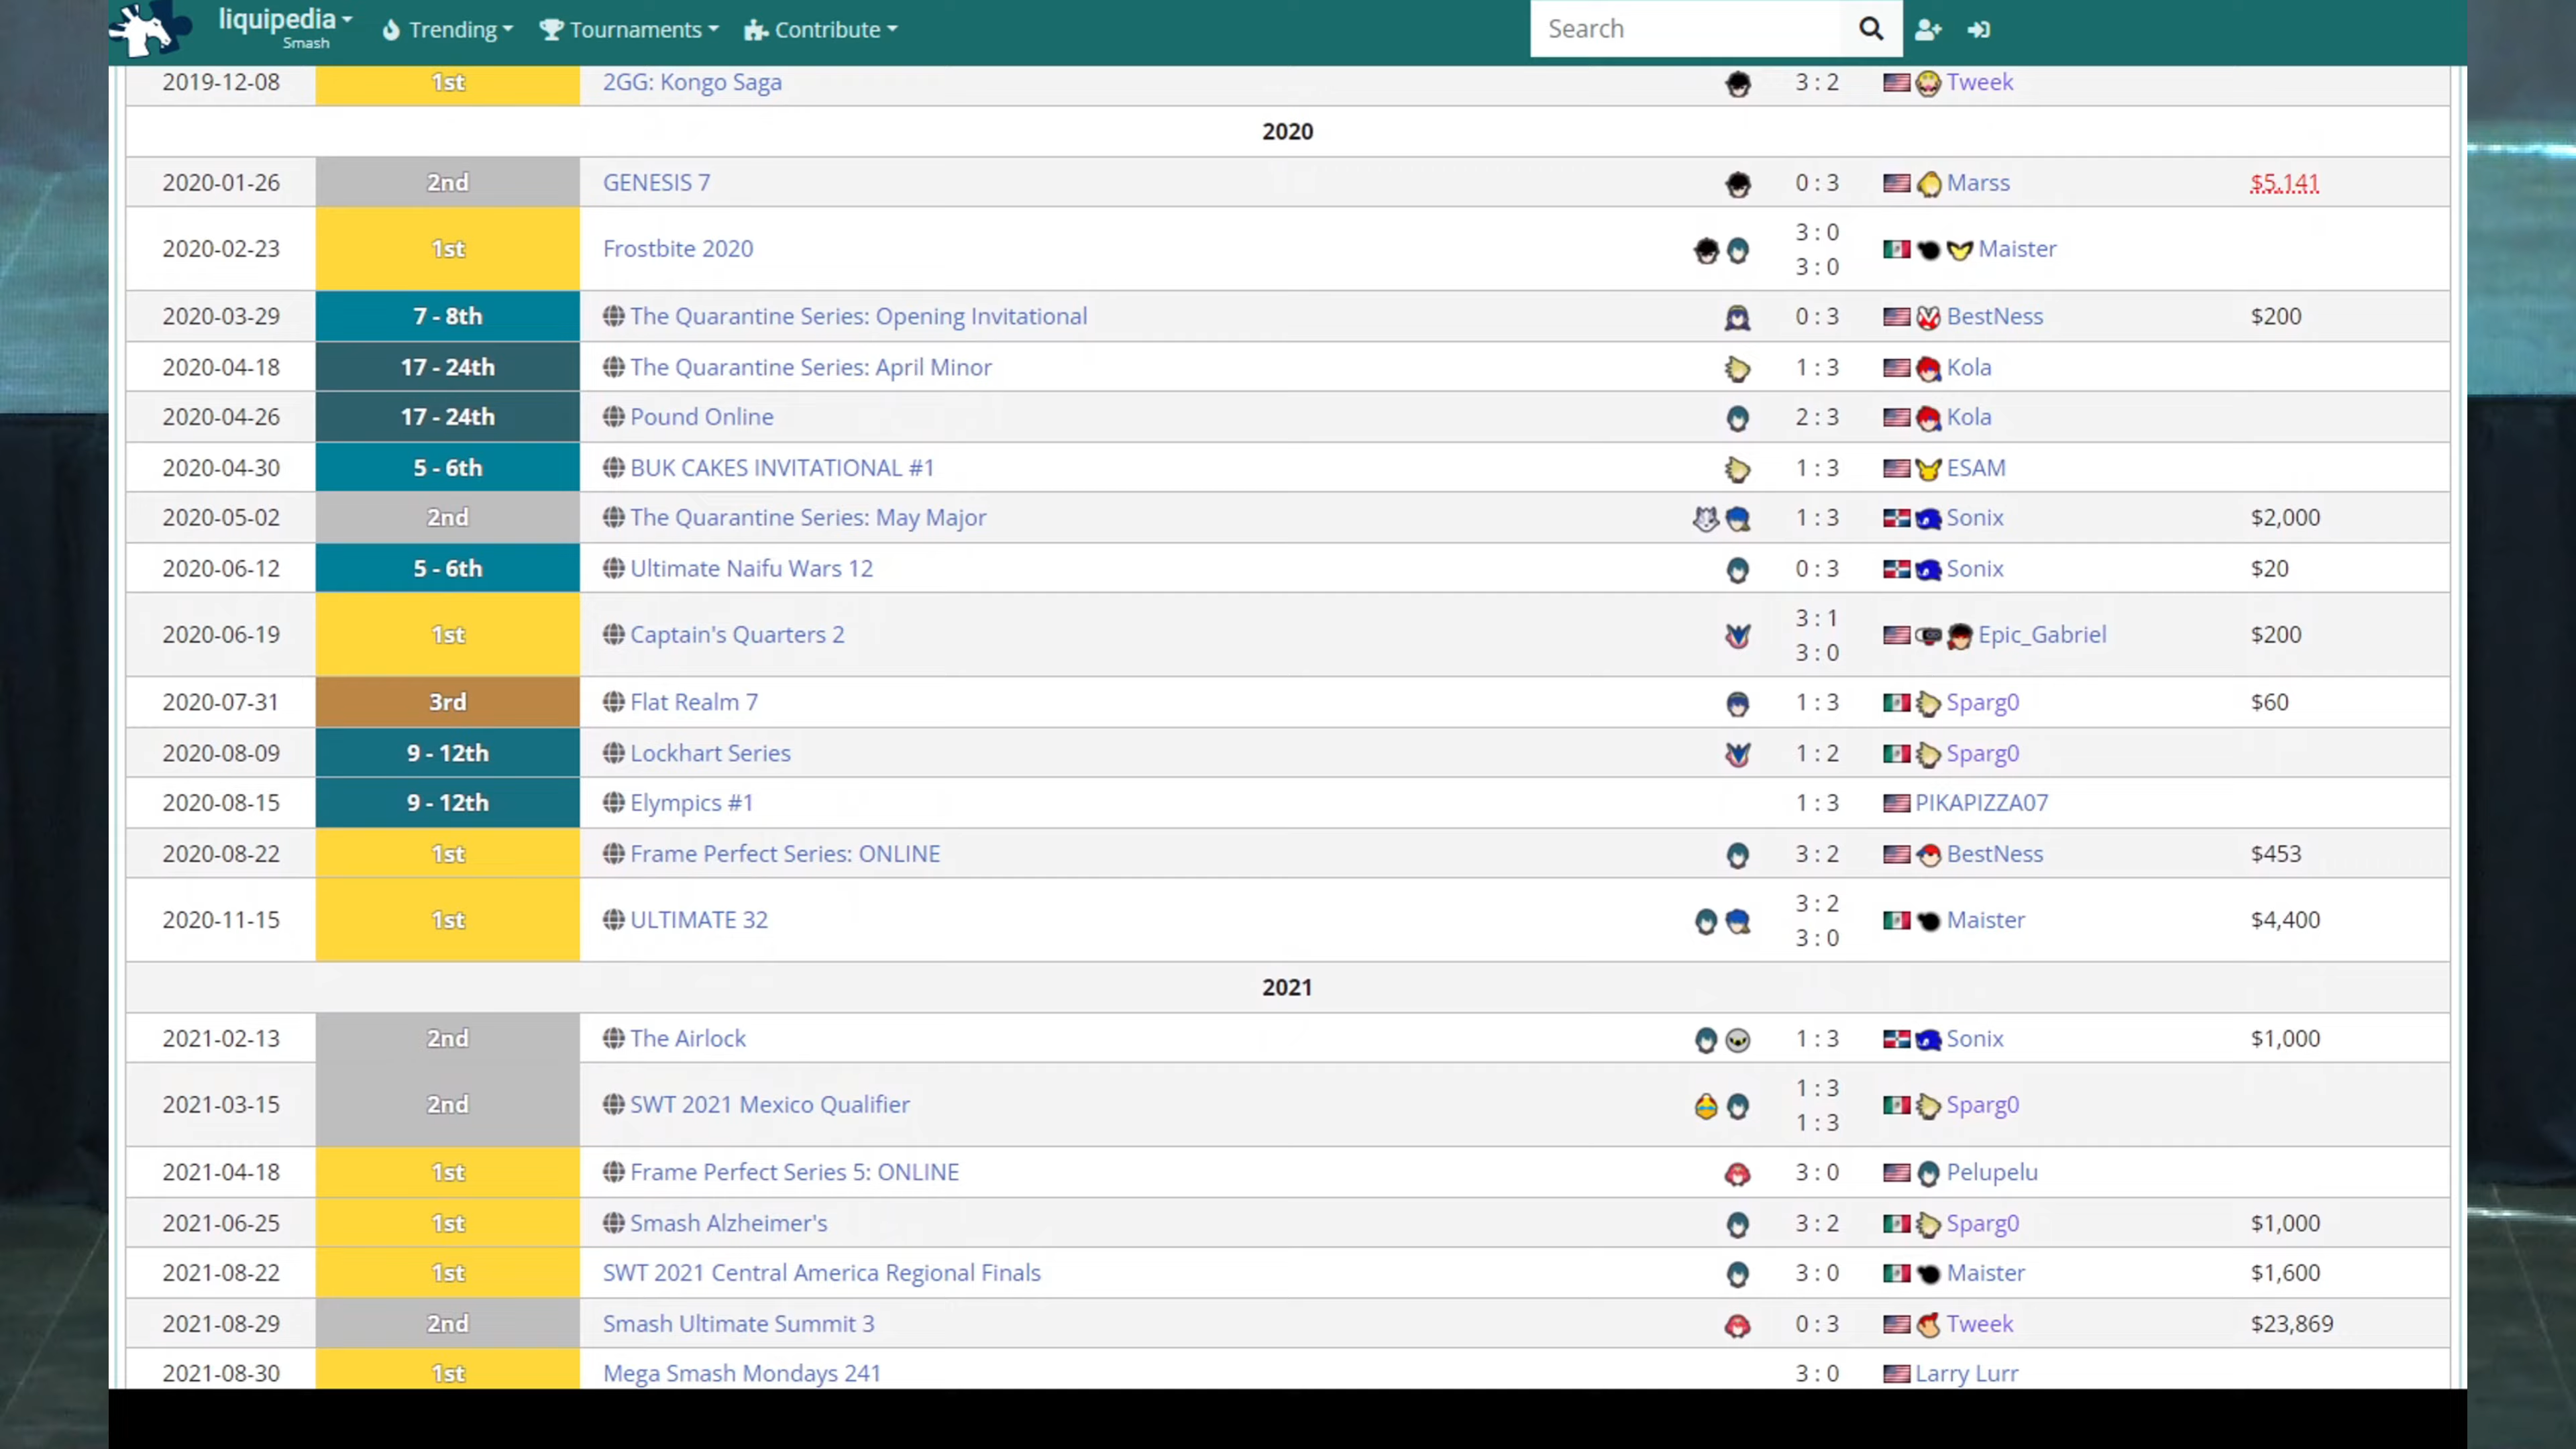 liquipedia
Smash
Trending
Tournaments
Contribute
Search
2019-12-08 1st 2GG: Kongo Saga 3 : 2 Tweek
2020
2020-01-26 2nd GENESIS 7 0 : 3 Marss $5,141
2020-02-23 1st Frostbite 2020 3 : 0 3 : 0 Maister
2020-03-29 7 - 8th The Quarantine Series: Opening Invitational 0 : 3 BestNess $200
2020-04-18 17 - 24th The Quarantine Series: April Minor 1 : 3 Kola
2020-04-26 17 - 24th Pound Online 2 : 3 Kola
2020-04-30 5 - 6th BUK CAKES INVITATIONAL #1 1 : 3 ESAM
2020-05-02 2nd The Quarantine Series: May Major 1 : 3 Sonix $2,000
2020-06-12 5 - 6th Ultimate Naifu Wars 12 0 : 3 Sonix $20
2020-06-19 1st Captain's Quarters 2 3 : 1 3 : 0 Epic_Gabriel $200
2020-07-31 3rd Flat Realm 7 1 : 3 Sparg0 $60
2020-08-09 9 - 12th Lockhart Series 1 : 2 Sparg0
2020-08-15 9 - 12th Elympics #1 1 : 3 PIKAPIZZA07
2020-08-22 1st Frame Perfect Series: ONLINE 3 : 2 BestNess $453
2020-11-15 1st ULTIMATE 32 3 : 2 3 : 0 Maister $4,400
2021
2021-02-13 2nd The Airlock 1 : 3 Sonix $1,000
2021-03-15 2nd SWT 2021 Mexico Qualifier 1 : 3 1 : 3 Sparg0
2021-04-18 1st Frame Perfect Series 5: ONLINE 3 : 0 Pelupelu
2021-06-25 1st Smash Alzheimer's 3 : 2 Sparg0 $1,000
2021-08-22 1st SWT 2021 Central America Regional Finals 3 : 0 Maister $1,600
2021-08-29 2nd Smash Ultimate Summit 3 0 : 3 Tweek $23,869
2021-08-30 1st Mega Smash Mondays 241 3 : 0 Larry Lurr